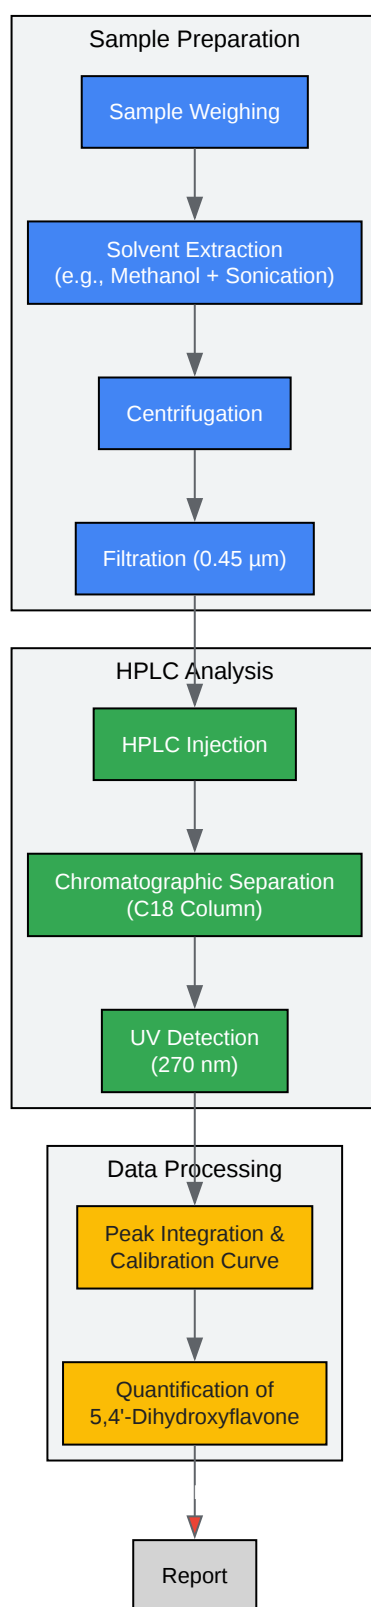 Sample Preparation
Sample Weighing
Solvent Extraction
(e.g., Methanol + Sonication)
Centrifugation
Filtration (0.45 µm)
HPLC Analysis
HPLC Injection
Chromatographic Separation
(C18 Column)
UV Detection
(270 nm)
Data Processing
Peak Integration &
Calibration Curve
Quantification of
5,4'-Dihydroxyflavone
Report